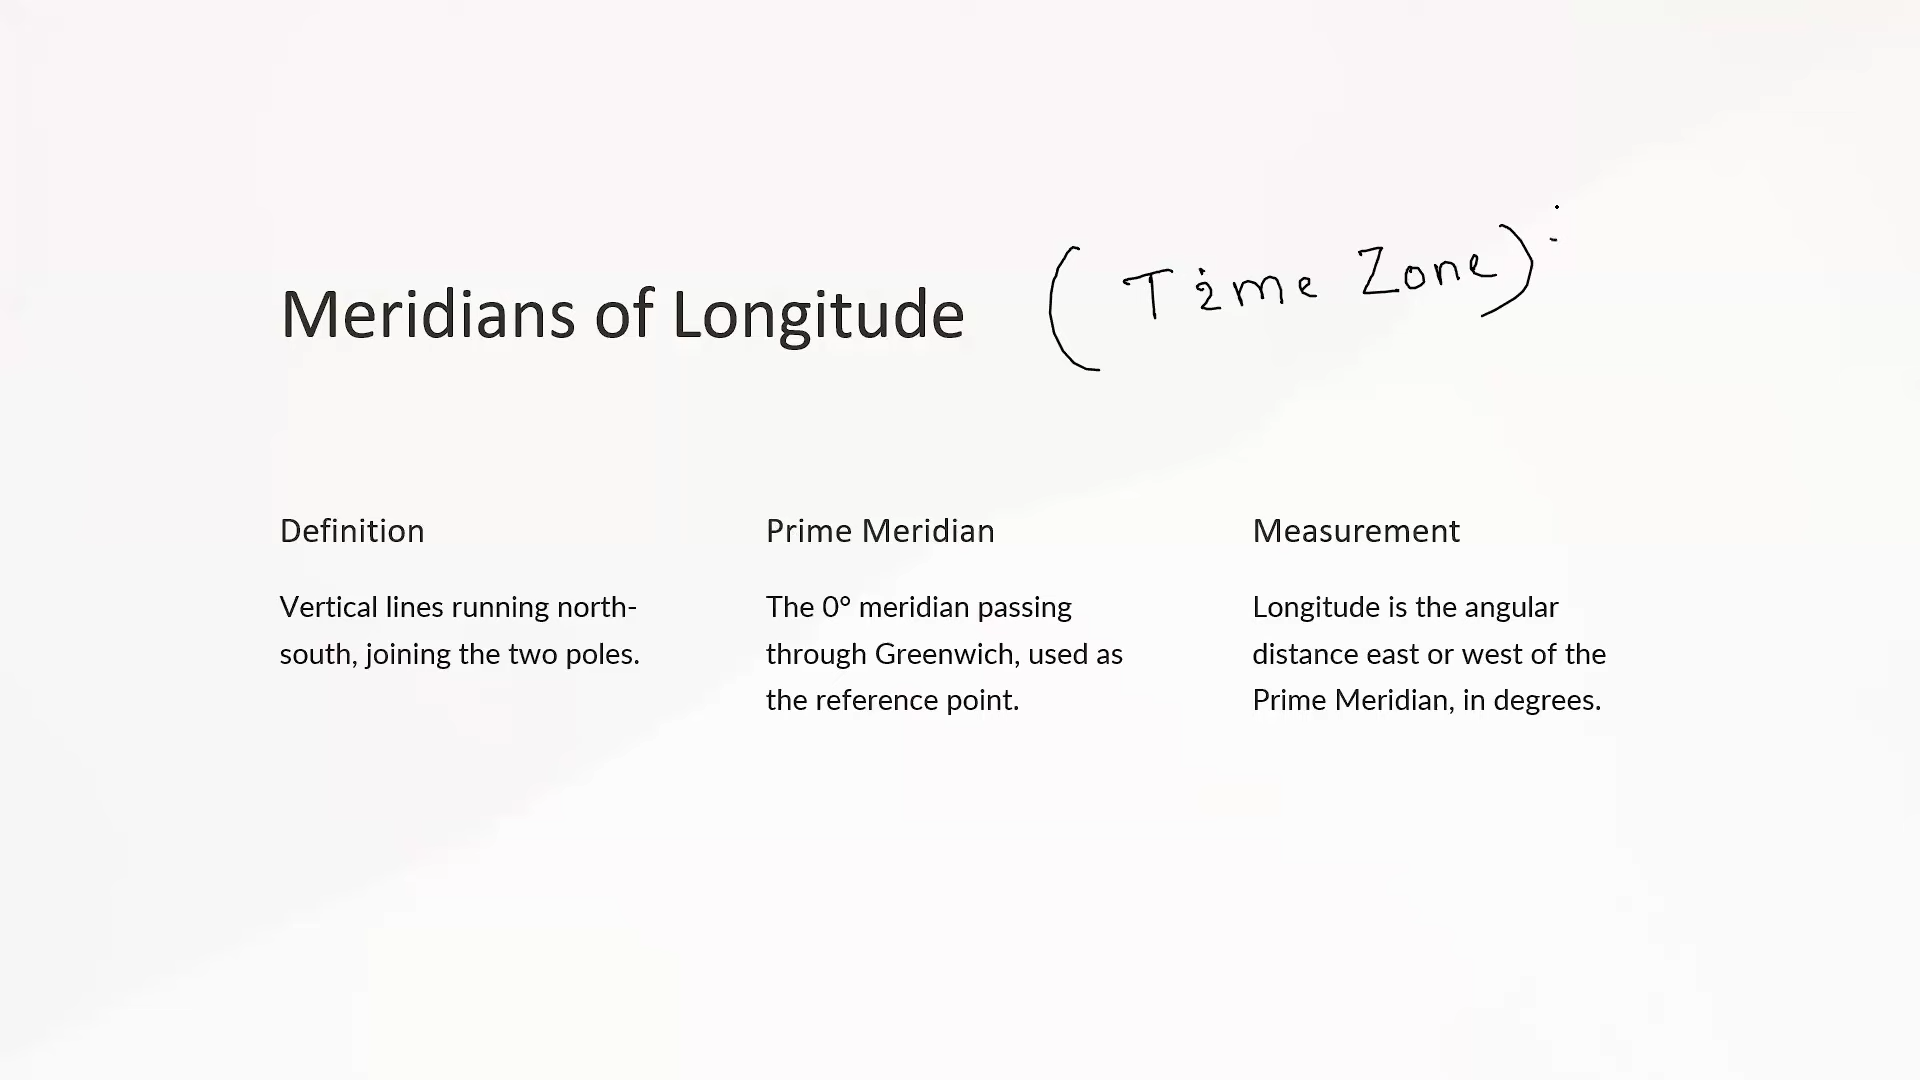 Meridians of Longitude
(Time Zone):
Definition
Vertical lines running north-
south, joining the two poles.
Prime Meridian
The 0° meridian passing
through Greenwich, used as
the reference point.
Measurement
Longitude is the angular
distance east or west of the
Prime Meridian, in degrees.